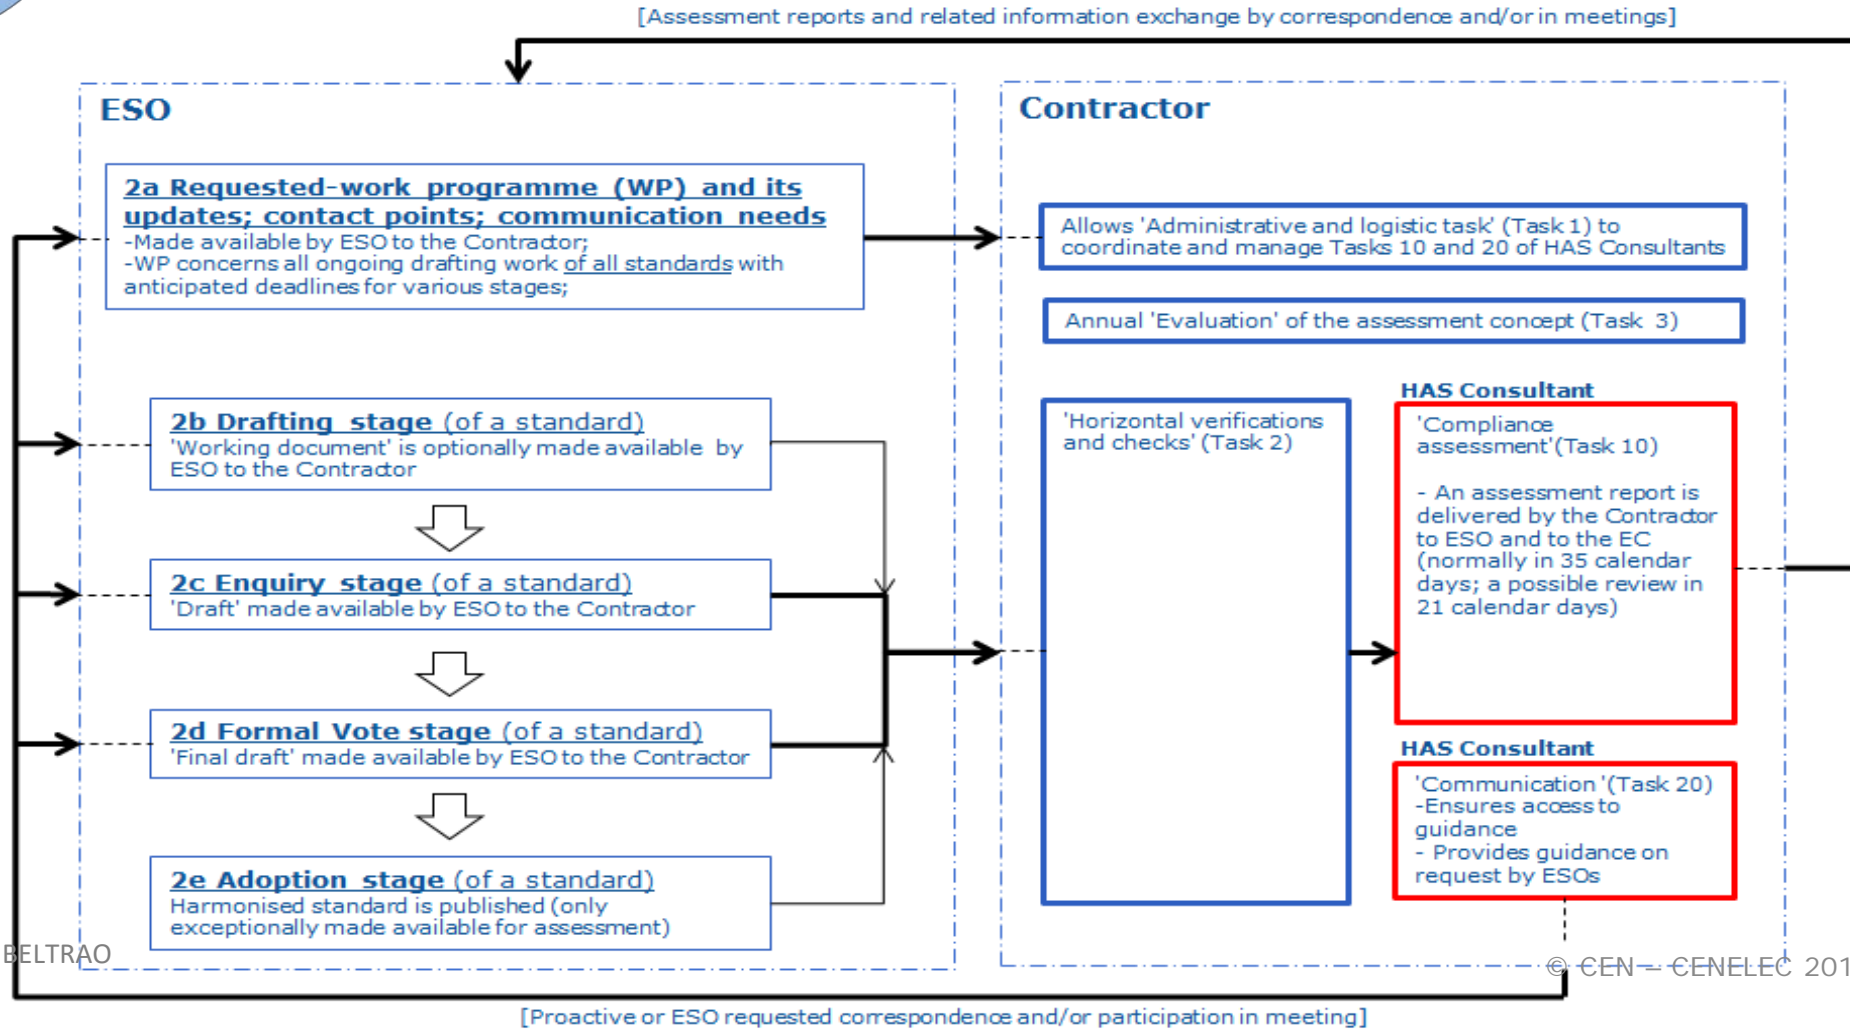 [Assessment reports and related information exchange by correspondence and/or in meetings]
ESO
2a Requested-work programme (WP) and its
updates; contact points; communication needs
-Made available by ESO to the Contractor;
-WP concerns all ongoing drafting work of all standards with
anticipated deadlines for various stages;
2b Drafting stage (of a standard)
'Working document' is optionally made available by
ESO to the Contractor
2c Enquiry stage (of a standard)
'Draft' made available by ESO to the Contractor
2d Formal Vote stage (of a standard)
'Final draft' made available by ESO to the Contractor
2e Adoption stage (of a standard)
Harmonised standard is published (only
exceptionally made available for assessment)
Contractor
Allows 'Administrative and logistic task' (Task 1) to
coordinate and manage Tasks 10 and 20 of HAS Consultants
Annual 'Evaluation' of the assessment concept (Task 3)
'Horizontal verifications
and checks' (Task 2)
HAS Consultant
'Compliance
assessment'(Task 10)
- An assessment report is
delivered by the Contractor
to ESO and to the EC
(normally in 35 calendar
days; a possible review in
21 calendar days)
HAS Consultant
'Communication '(Task 20)
-Ensures access to
guidance
- Provides guidance on
request by ESOs
BELTRAO
© CEN – CENELEC 201
[Proactive or ESO requested correspondence and/or participation in meeting]